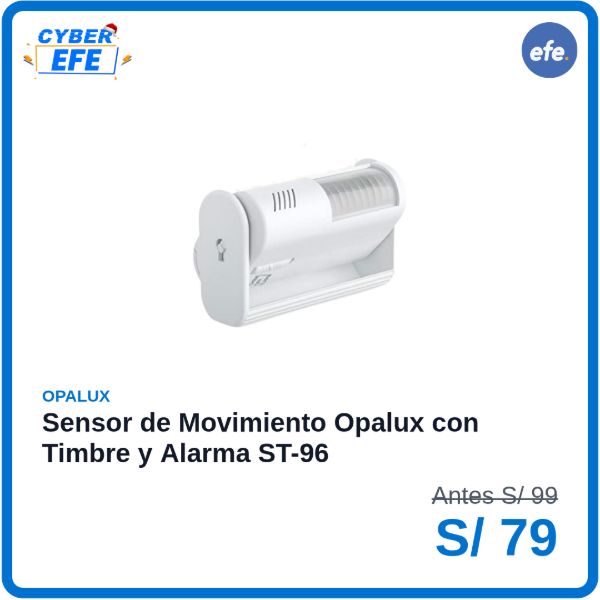 CYBER
EFE
efe.
OPALUX
Sensor de Movimiento Opalux con
Timbre y Alarma ST-96
Antes S/ 99
S/ 79